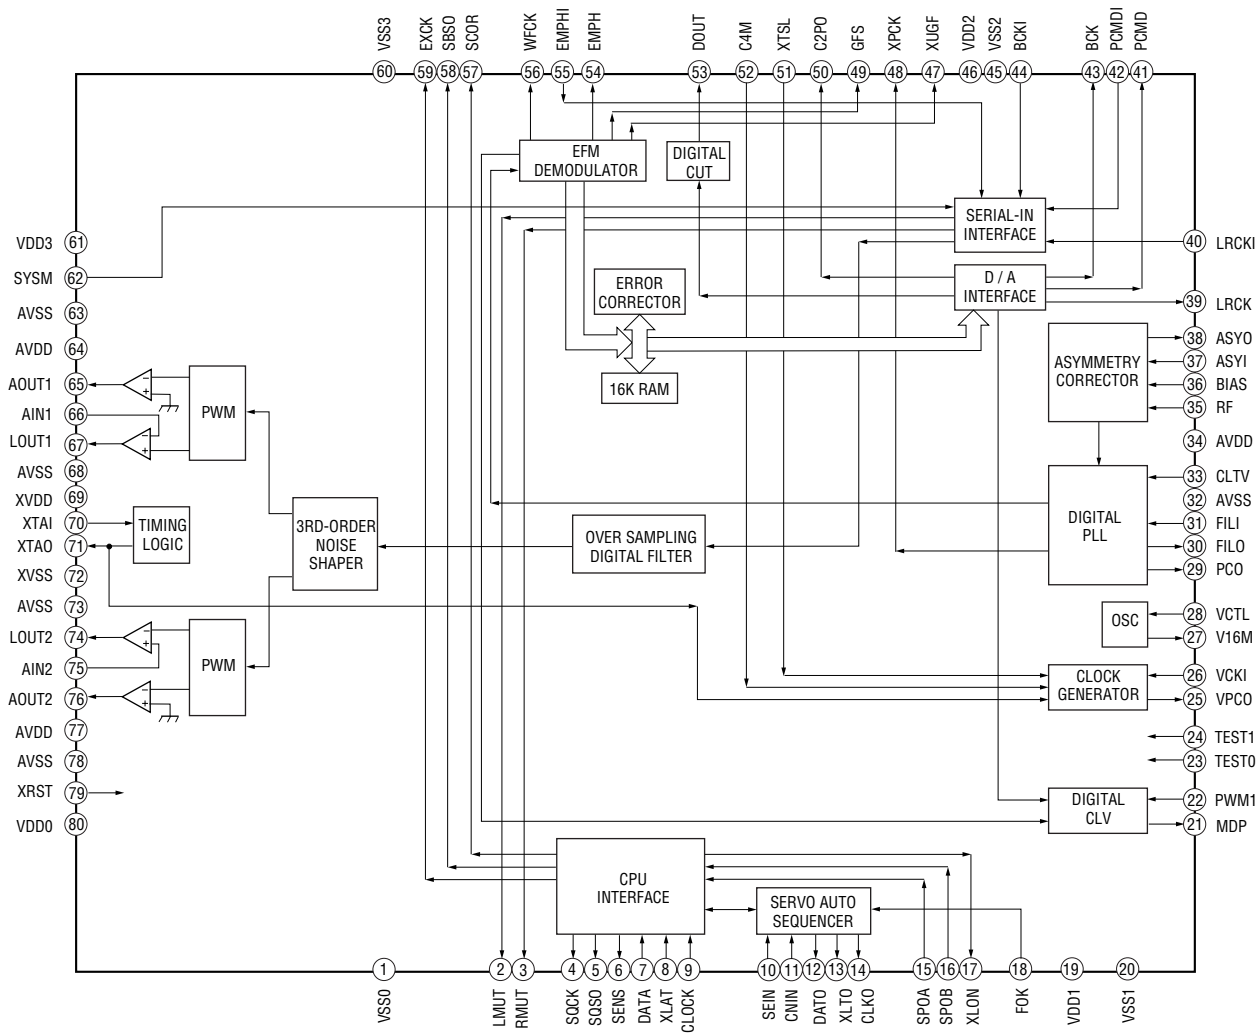 VSS3
EXCK
SBSO
SCOR
WFCK
EMPHI
EMPH
DOUT
C4M
XTSL
C2PO
GFS
XPCK
XUGF
VDD2
VSS2
BCKI
BCK
PCMDI
PCMD
60
59
58
57
56
55
54
53
52
51
50
49
48
47
46
45
44
43
42
41
EFM
DEMODULATOR
DIGITAL
CUT
SERIAL-IN
INTERFACE
D / A
INTERFACE
ERROR
CORRECTOR
16K RAM
VDD3 61
SYSM 62
AVSS 63
AVDD 64
AOUT1 65
AIN1 66
LOUT1 67
AVSS 68
XVDD 69
XTAI 70
XTAO 71
XVSS 72
AVSS 73
LOUT2 74
AIN2 75
AOUT2 76
AVDD 77
AVSS 78
XRST 79
VDD0 80
− +
− +
PWM
TIMING
LOGIC
3RD-ORDER
NOISE
SHAPER
OVER SAMPLING
DIGITAL FILTER
− +
− +
PWM
40 LRCKI
39 LRCK
38 ASYO
37 ASYI
36 BIAS
35 RF
34 AVDD
33 CLTV
32 AVSS
31 FILI
30 FILO
29 PCO
28 VCTL
27 V16M
26 VCKI
25 VPCO
24 TEST1
23 TEST0
22 PWM1
21 MDP
ASYMMETRY
CORRECTOR
DIGITAL
PLL
OSC
CLOCK
GENERATOR
DIGITAL
CLV
CPU
INTERFACE
SERVO AUTO
SEQUENCER
1
2
3
4
5
6
7
8
9
10
11
12
13
14
15
16
17
18
19
20
VSS0
LMUT
RMUT
SQCK
SQSO
SENS
DATA
XLAT
CLOCK
SEIN
CNIN
DATO
XLTO
CLKO
SPOA
SPOB
XLON
FOK
VDD1
VSS1